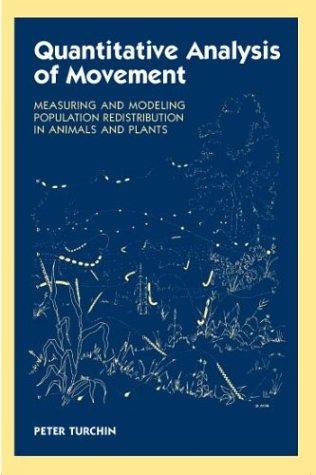 Quantitative Analysis
of Movement
MEASURING AND MODELING
POPULATION REDISTRIBUTION
IN ANIMALS AND PLANTS
PETER TURCHIN